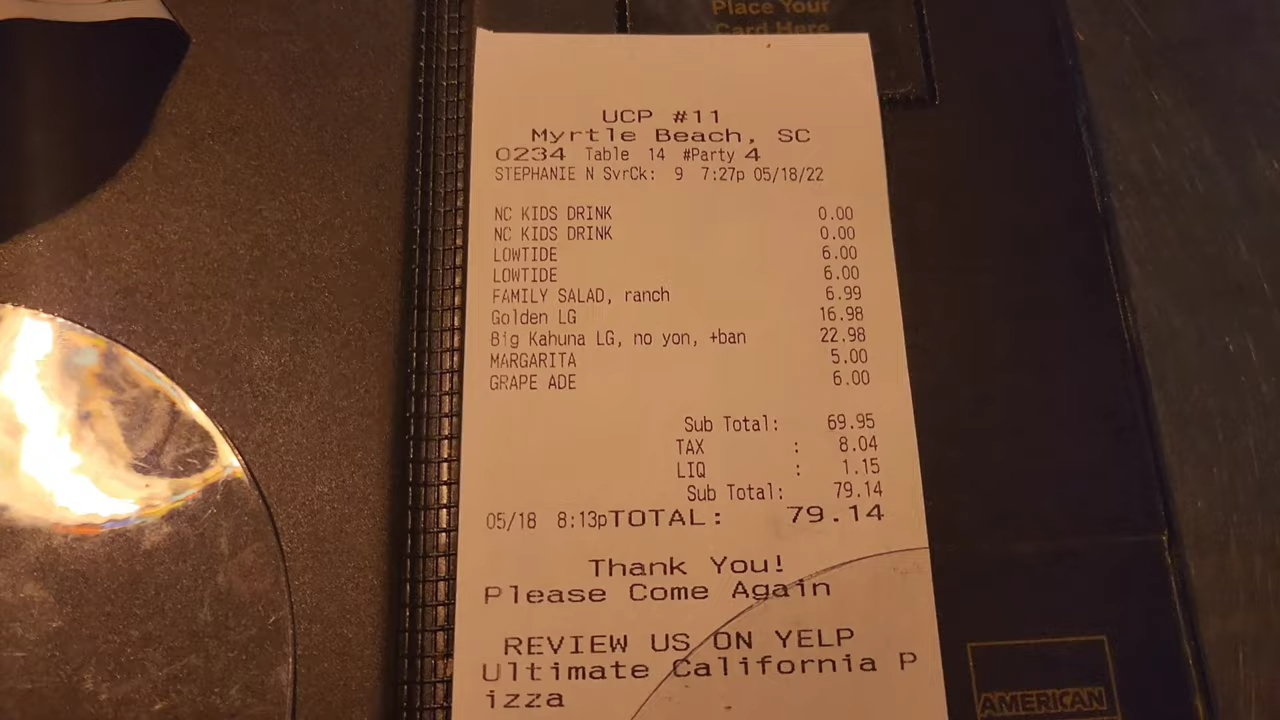 Place Your
Card Here
UCP #11
Myrtle Beach, SC
0234 Table 14 #Party 4
STEPHANIE N SvrCk: 9 7:27p 05/18/22
NC KIDS DRINK 0.00
NC KIDS DRINK 0.00
LOWTIDE 6.00
LOWTIDE 6.00
FAMILY SALAD, ranch 6.99
Golden LG 16.98
Big Kahuna LG, no yon, +ban 22.98
MARGARITA 5.00
GRAPE ADE 6.00
Sub Total: 69.95
TAX : 8.04
LIQ : 1.15
Sub Total: 79.14
05/18 8:13pTOTAL: 79.14
Thank You!
Please Come Again
REVIEW US ON YELP
Ultimate California P
izza
AMERICAN